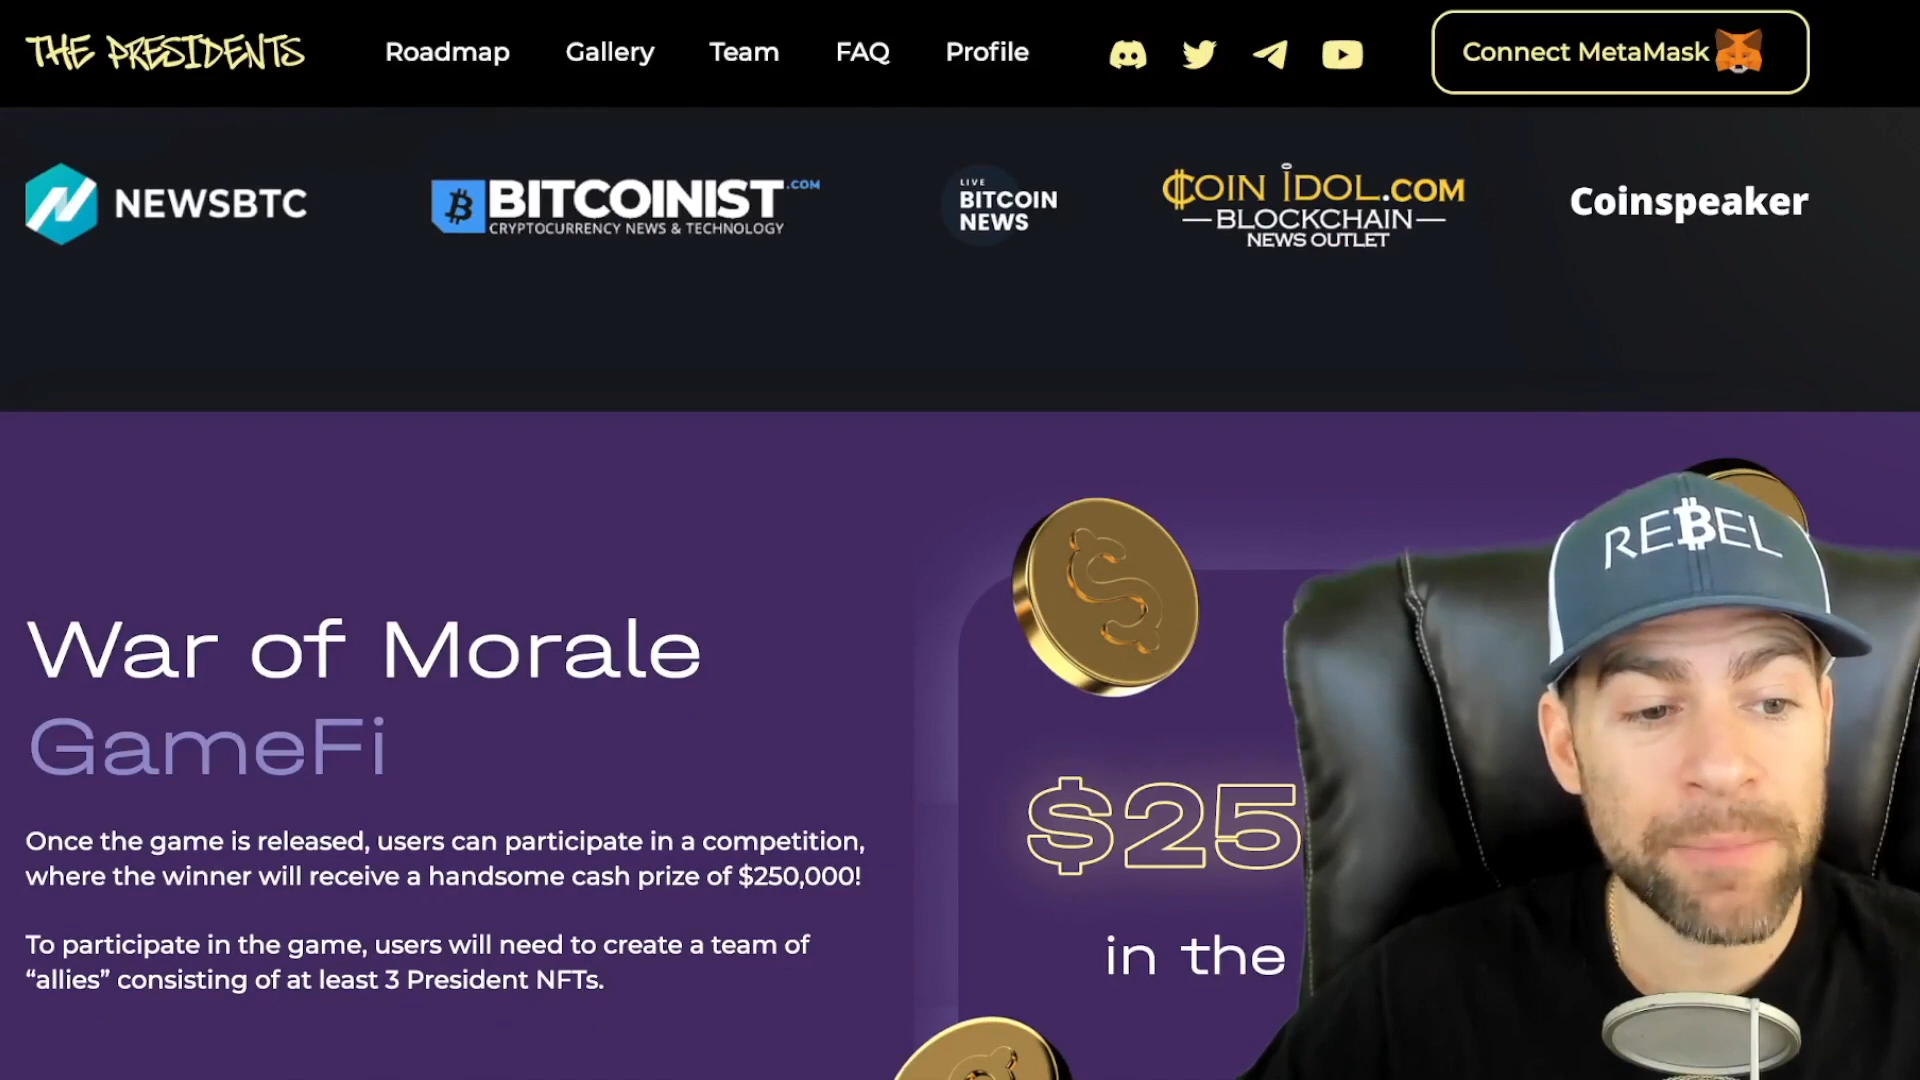 THE PRESIDENTS
Roadmap Gallery Team FAQ Profile
Connect MetaMask
NEWSBTC
BITCOINIST.COM
CRYPTOCURRENCY NEWS & TECHNOLOGY
LIVE
BITCOIN
NEWS
COIN IDOL.COM
BLOCKCHAIN
NEWS OUTLET
Coinspeaker
REBEL
War of Morale
GameFi
Once the game is released, users can participate in a competition,
where the winner will receive a handsome cash prize of $250,000!
To participate in the game, users will need to create a team of
“allies” consisting of at least 3 President NFTs.
$25
in the